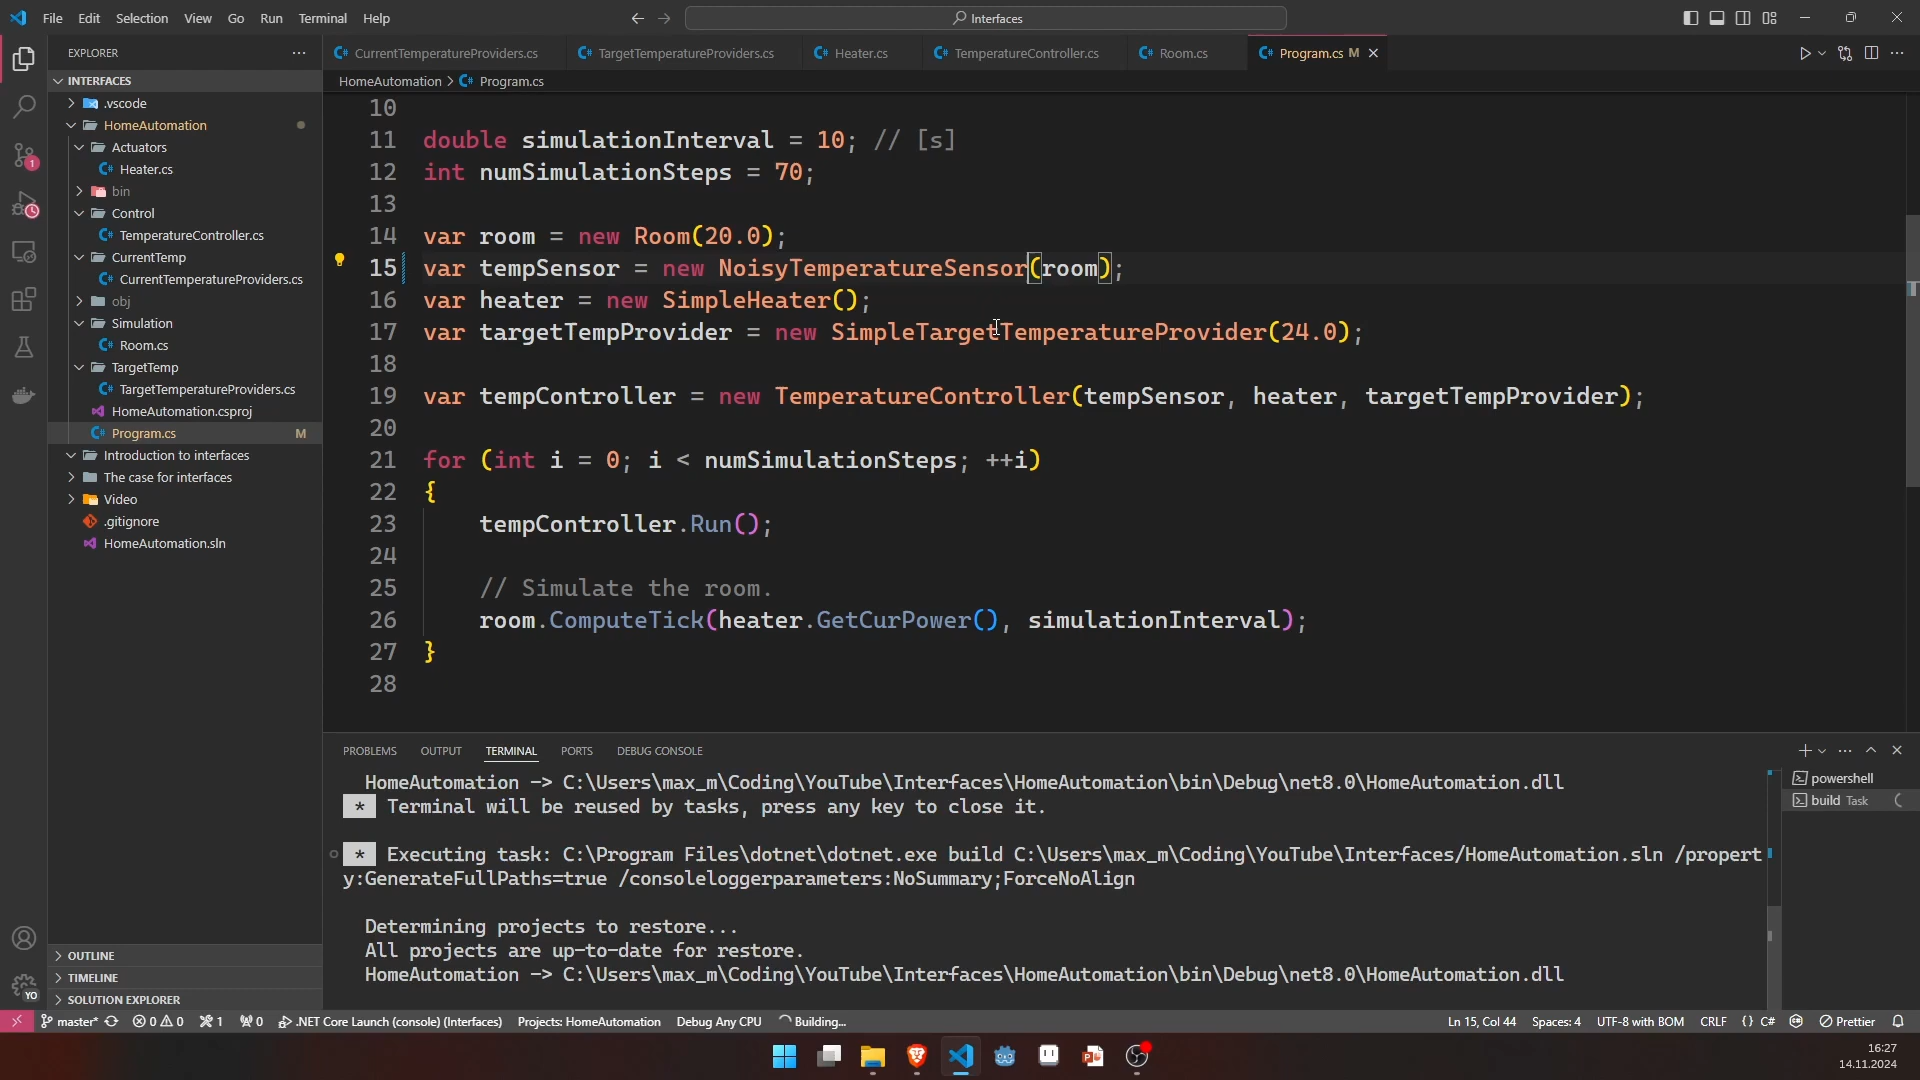 File Edit Selection View Go Run Terminal Help
Interfaces
EXPLORER
INTERFACES
.vscode
HomeAutomation
Actuators
C# Heater.cs
bin
Control
C# TemperatureController.cs
CurrentTemp
C# CurrentTemperatureProviders.cs
obj
Simulation
C# Room.cs
TargetTemp
C# TargetTemperatureProviders.cs
HomeAutomation.csproj
C# Program.cs M
Introduction to interfaces
The case for interfaces
Video
.gitignore
HomeAutomation.sln
OUTLINE
TIMELINE
SOLUTION EXPLORER
1
YO
C# CurrentTemperatureProviders.cs C# TargetTemperatureProviders.cs C# Heater.cs C# TemperatureController.cs C# Room.cs C# Program.cs M
HomeAutomation > C# Program.cs
10
11 double simulationInterval = 10; // [s]
12 int numSimulationSteps = 70;
13
14 var room = new Room(20.0);
15 var tempSensor = new NoisyTemperatureSensor(room);
16 var heater = new SimpleHeater();
17 var targetTempProvider = new SimpleTargetTemperatureProvider(24.0);
18
19 var tempController = new TemperatureController(tempSensor, heater, targetTempProvider);
20
21 for (int i = 0; i < numSimulationSteps; ++i)
22 {
23 tempController.Run();
24
25 // Simulate the room.
26 room.ComputeTick(heater.GetCurPower(), simulationInterval);
27 }
28
PROBLEMS OUTPUT TERMINAL PORTS DEBUG CONSOLE
HomeAutomation -> C:\Users\max_m\Coding\YouTube\Interfaces\HomeAutomation\bin\Debug\net8.0\HomeAutomation.dll
* Terminal will be reused by tasks, press any key to close it.
* Executing task: C:\Program Files\dotnet\dotnet.exe build C:\Users\max_m\Coding\YouTube\Interfaces/HomeAutomation.sln /propert
y:GenerateFullPaths=true /consoleloggerparameters:NoSummary;ForceNoAlign
Determining projects to restore...
All projects are up-to-date for restore.
HomeAutomation -> C:\Users\max_m\Coding\YouTube\Interfaces\HomeAutomation\bin\Debug\net8.0\HomeAutomation.dll
powershell
build Task
master* 0 0 1 0 .NET Core Launch (console) (Interfaces) Projects: HomeAutomation Debug Any CPU Building... Ln 15, Col 44 Spaces: 4 UTF-8 with BOM CRLF {} C# Prettier
16:27
14.11.2024